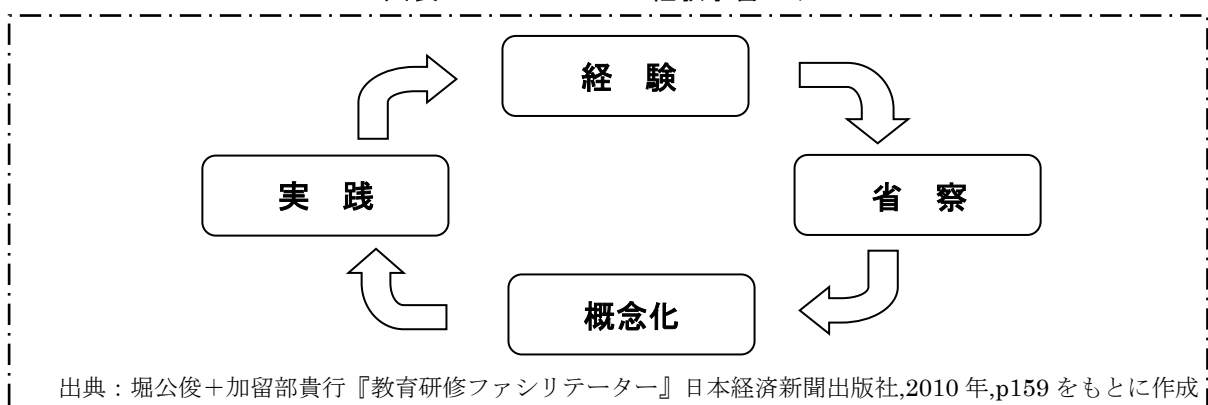 経 験
実 践
省 察
概念化
出典：堀公俊＋加留部貴行『教育研修ファシリテーター』日本経済新聞出版社,2010 年,p159 をもとに作成